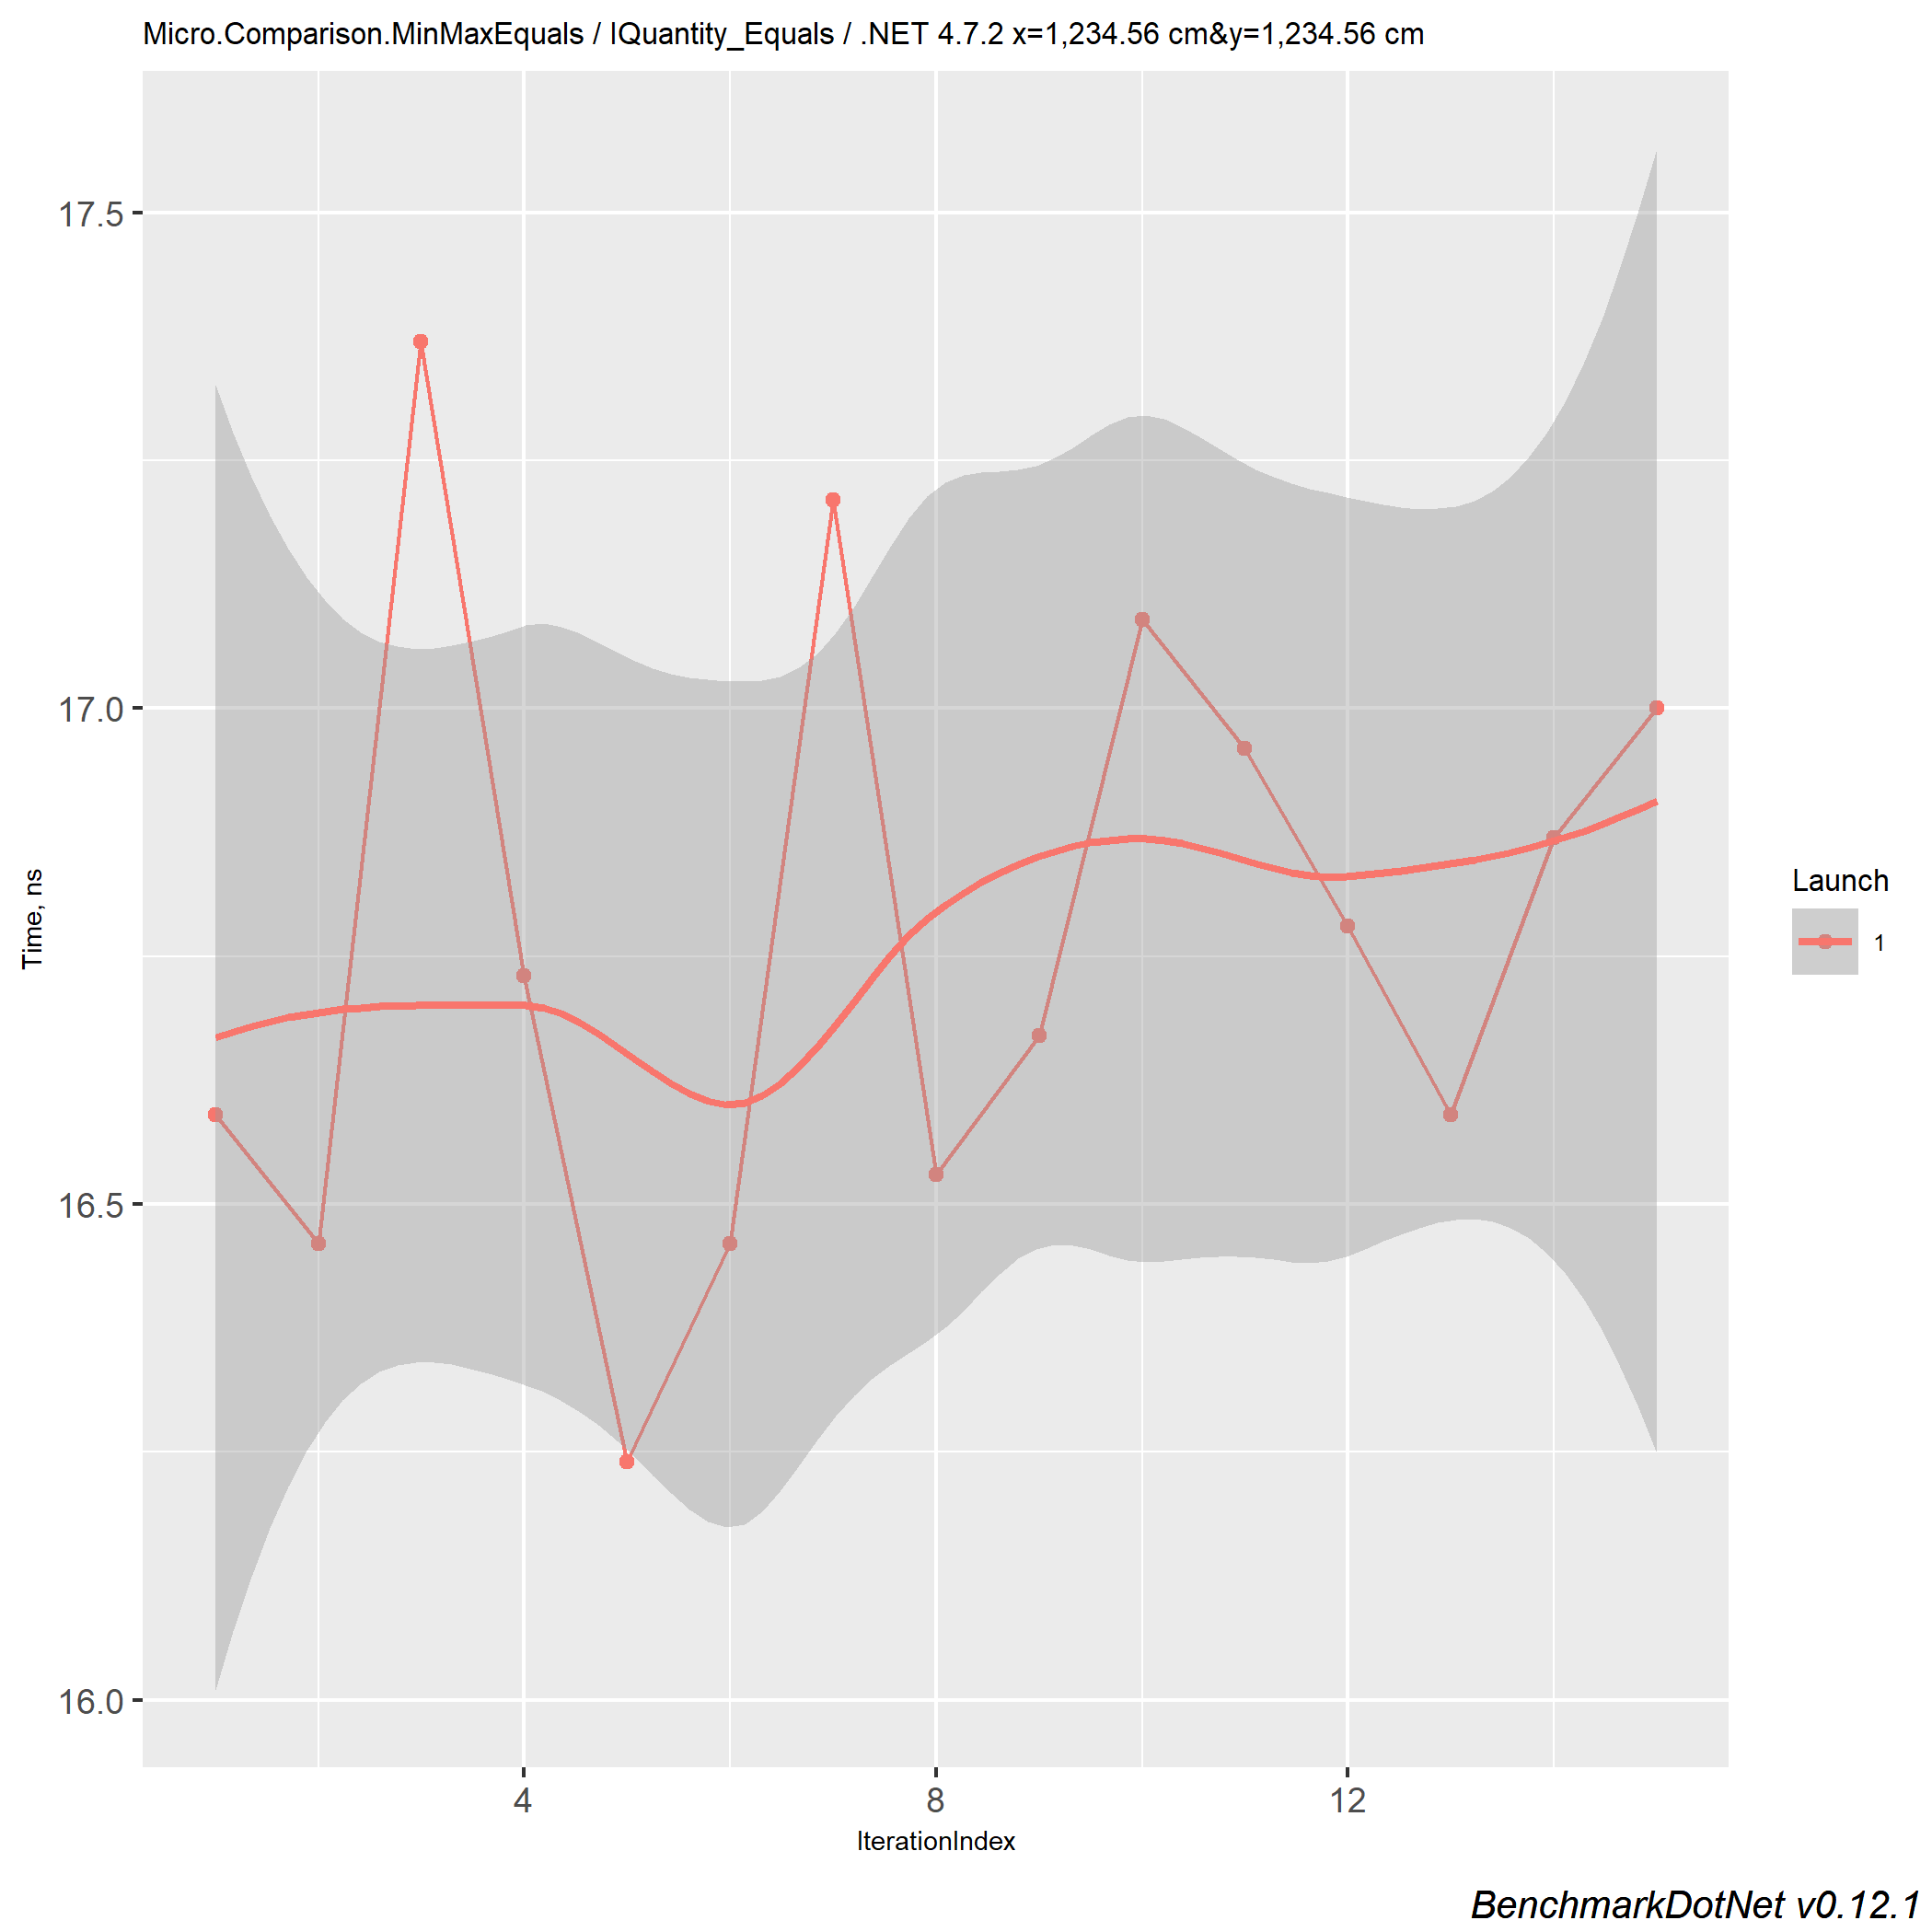 Micro.Comparison.MinMaxEquals / IQuantity_Equals / .NET 4.7.2 x=1,234.56 cm&y=1,234.56 cm
17.5
17.0
16.5
16.0
Time, ns
4
8
12
IterationIndex
Launch
1
BenchmarkDotNet v0.12.1